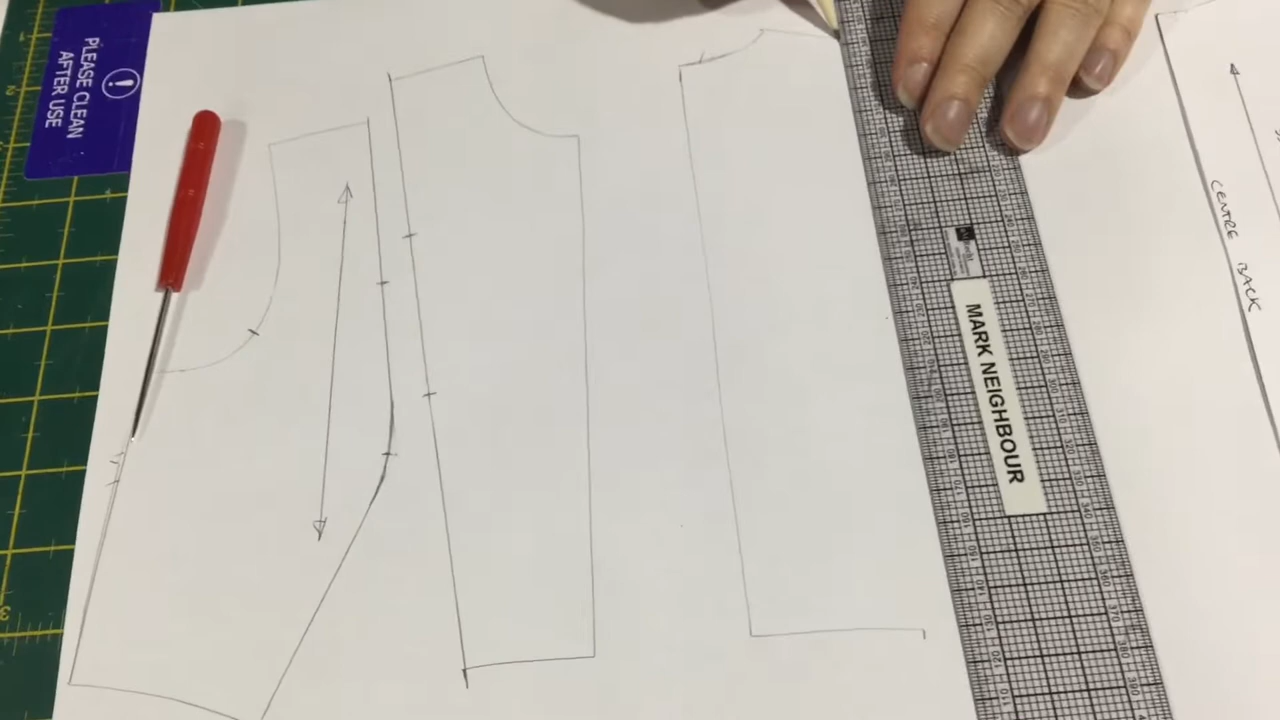 PLEASE CLEAN
AFTER USE
MARK NEIGHBOUR
CENTRE BACK